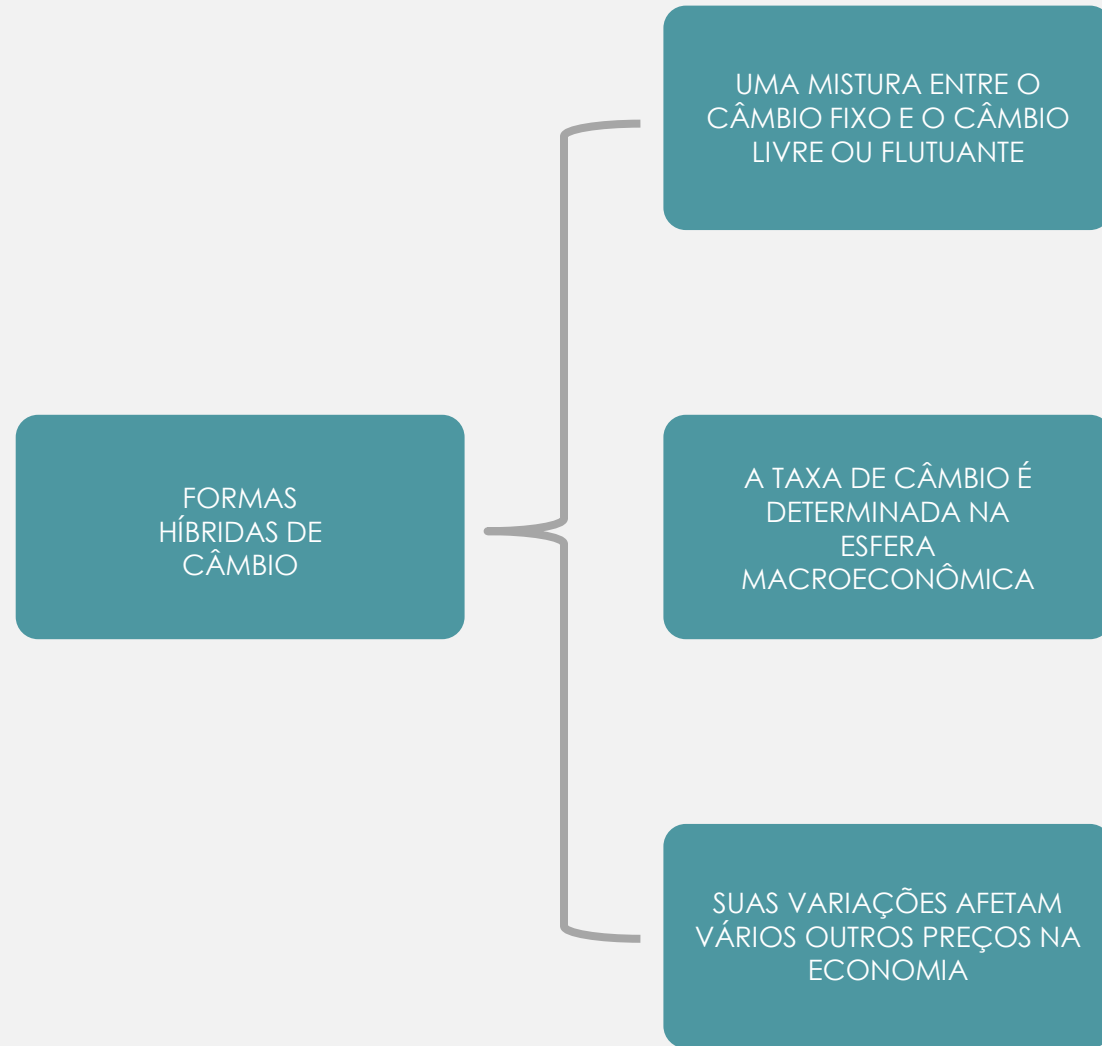 UMA MISTURA ENTRE O
CÂMBIO FIXO E O CÂMBIO
LIVRE OU FLUTUANTE
FORMAS
HÍBRIDAS DE
CÂMBIO
A TAXA DE CÂMBIO É
DETERMINADA NA
ESFERA
MACROECONÔMICA
SUAS VARIAÇÕES AFETAM
VÁRIOS OUTROS PREÇOS NA
ECONOMIA